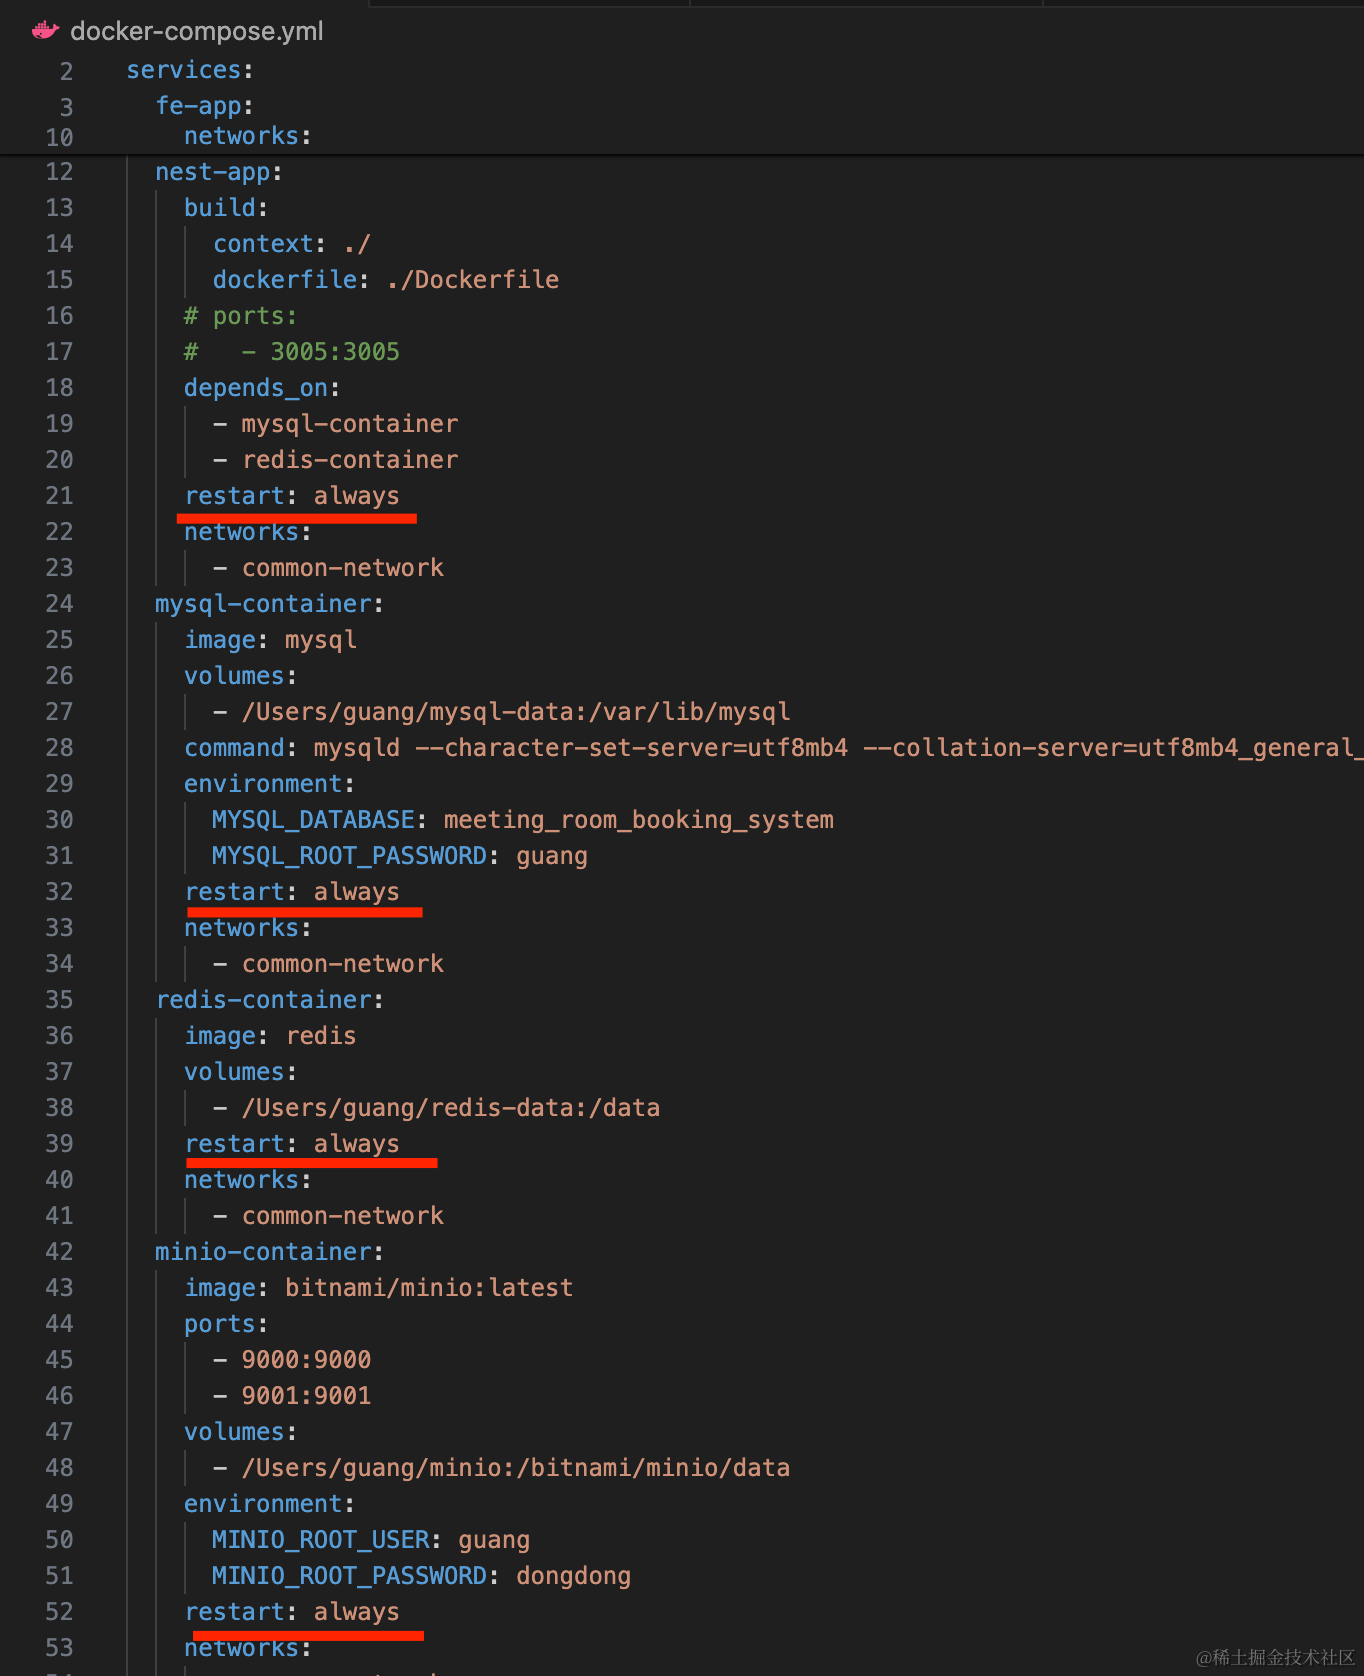 docker-compose.yml
2 services:
3 fe-app:
10 networks:
12 nest-app:
13 build:
14 context: ./
15 dockerfile: ./Dockerfile
16 # ports:
17 # - 3005:3005
18 depends_on:
19 - mysql-container
20 - redis-container
21 restart: always
22 networks:
23 - common-network
24 mysql-container:
25 image: mysql
26 volumes:
27 - /Users/guang/mysql-data:/var/lib/mysql
28 command: mysqld --character-set-server=utf8mb4 --collation-server=utf8mb4_general_
29 environment:
30 MYSQL_DATABASE: meeting_room_booking_system
31 MYSQL_ROOT_PASSWORD: guang
32 restart: always
33 networks:
34 - common-network
35 redis-container:
36 image: redis
37 volumes:
38 - /Users/guang/redis-data:/data
39 restart: always
40 networks:
41 - common-network
42 minio-container:
43 image: bitnami/minio:latest
44 ports:
45 - 9000:9000
46 - 9001:9001
47 volumes:
48 - /Users/guang/minio:/bitnami/minio/data
49 environment:
50 MINIO_ROOT_USER: guang
51 MINIO_ROOT_PASSWORD: dongdong
52 restart: always
53 networks:
@稀土掘金技术社区